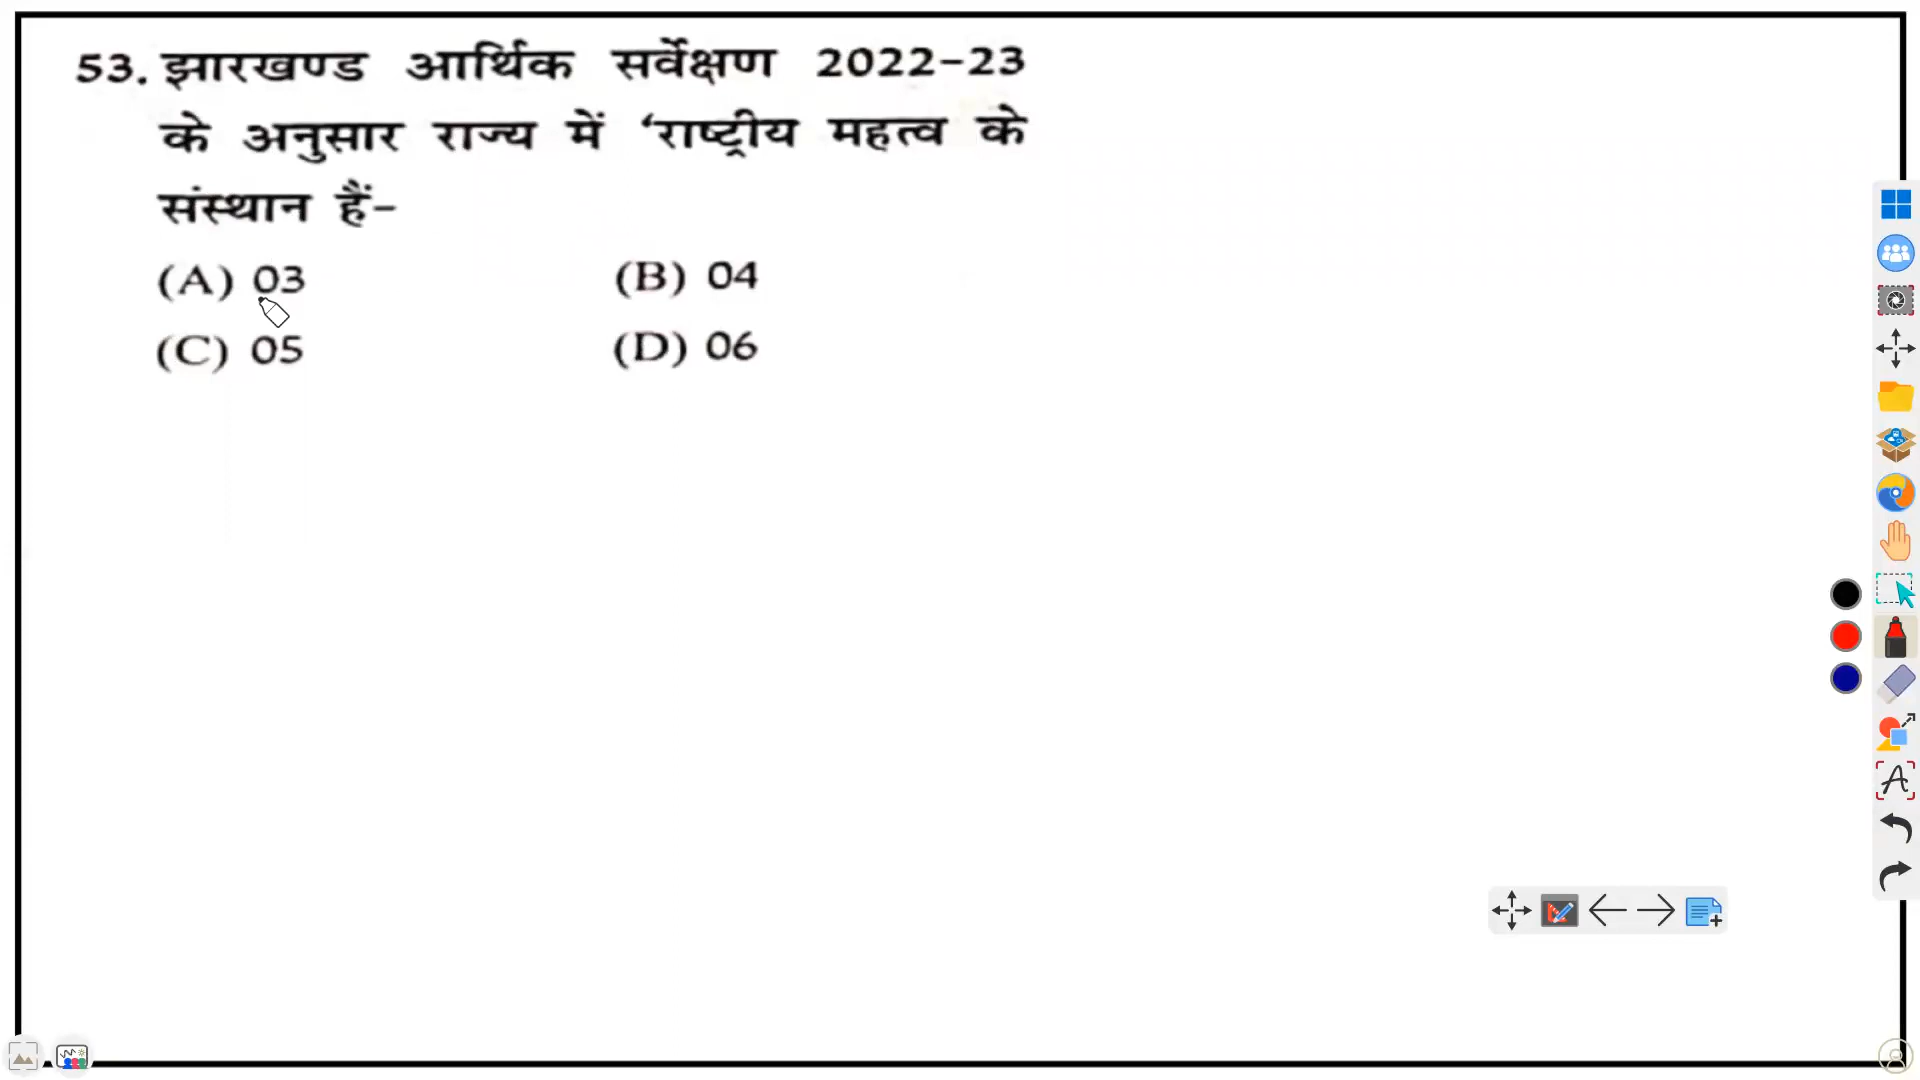 53. झारखण्ड आर्थिक सर्वेक्षण 2022-23
के अनुसार राज्य में ‘राष्ट्रीय महत्व के
संस्थान हैं-
(A) 03 (B) 04
(C) 05 (D) 06